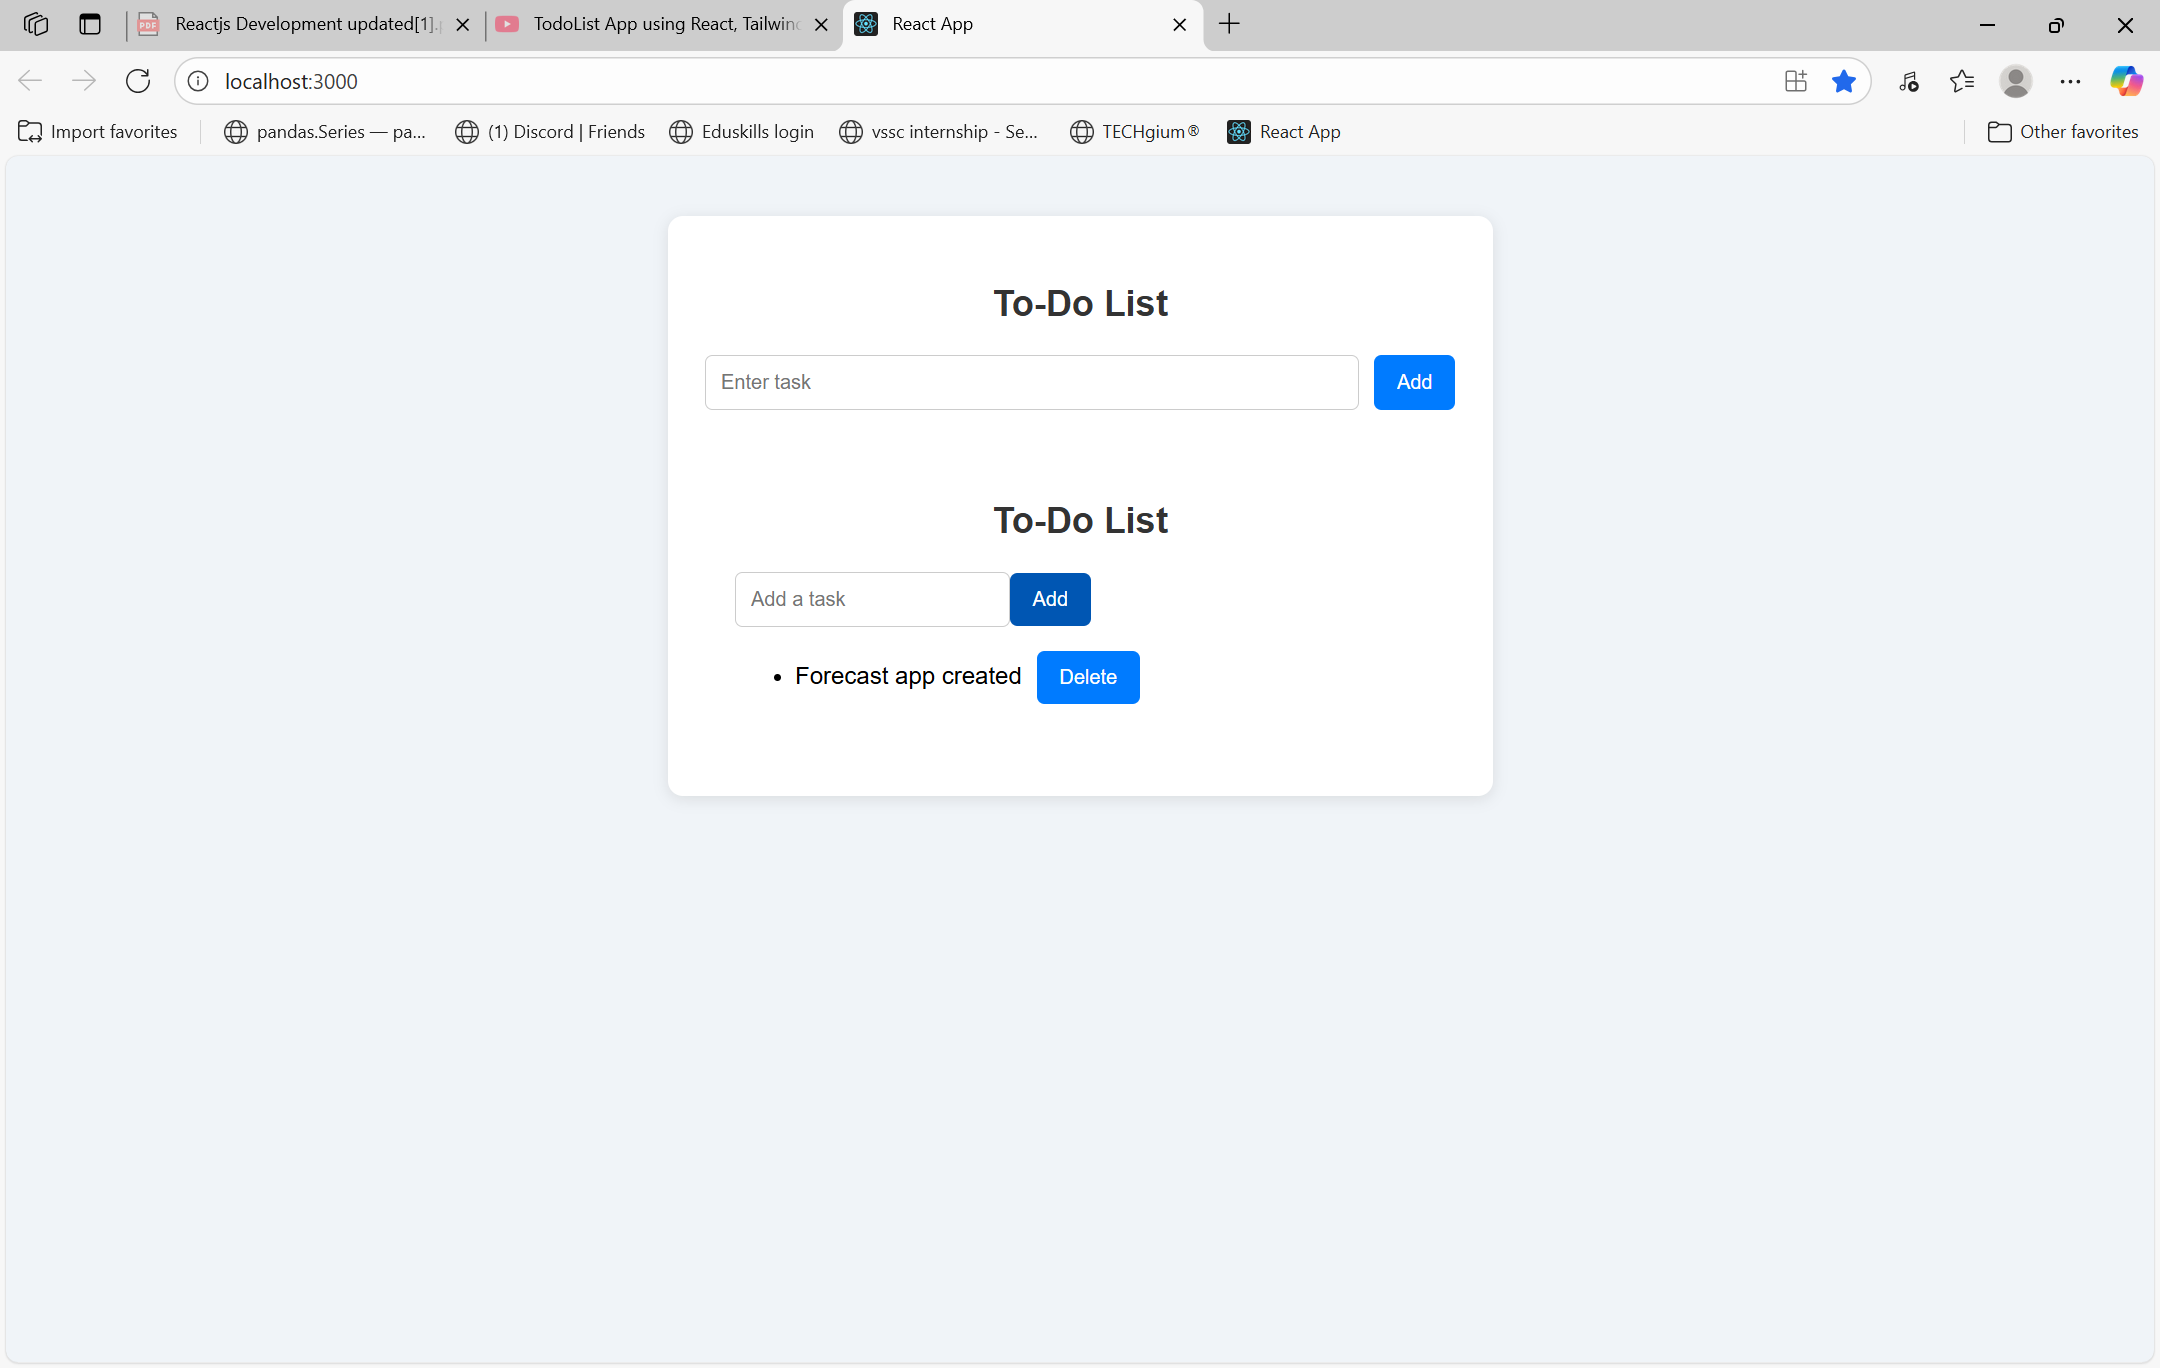 Reactjs Development updated[1].
TodoList App using React, Tailwind
React App
localhost:3000
Import favorites
pandas.Series — pa...
(1) Discord | Friends
Eduskills login
vssc internship - Se...
TECHgium®
React App
Other favorites
To-Do List
Enter task
Add
To-Do List
Add a task
Add
• Forecast app created
Delete